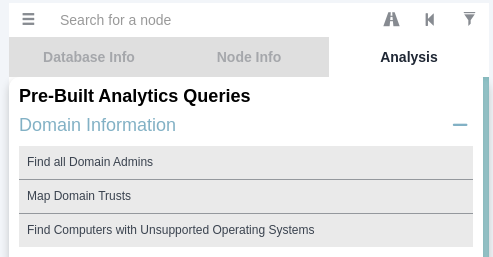 Search for a node
Database Info Node Info Analysis
Pre-Built Analytics Queries
Domain Information
Find all Domain Admins
Map Domain Trusts
Find Computers with Unsupported Operating Systems